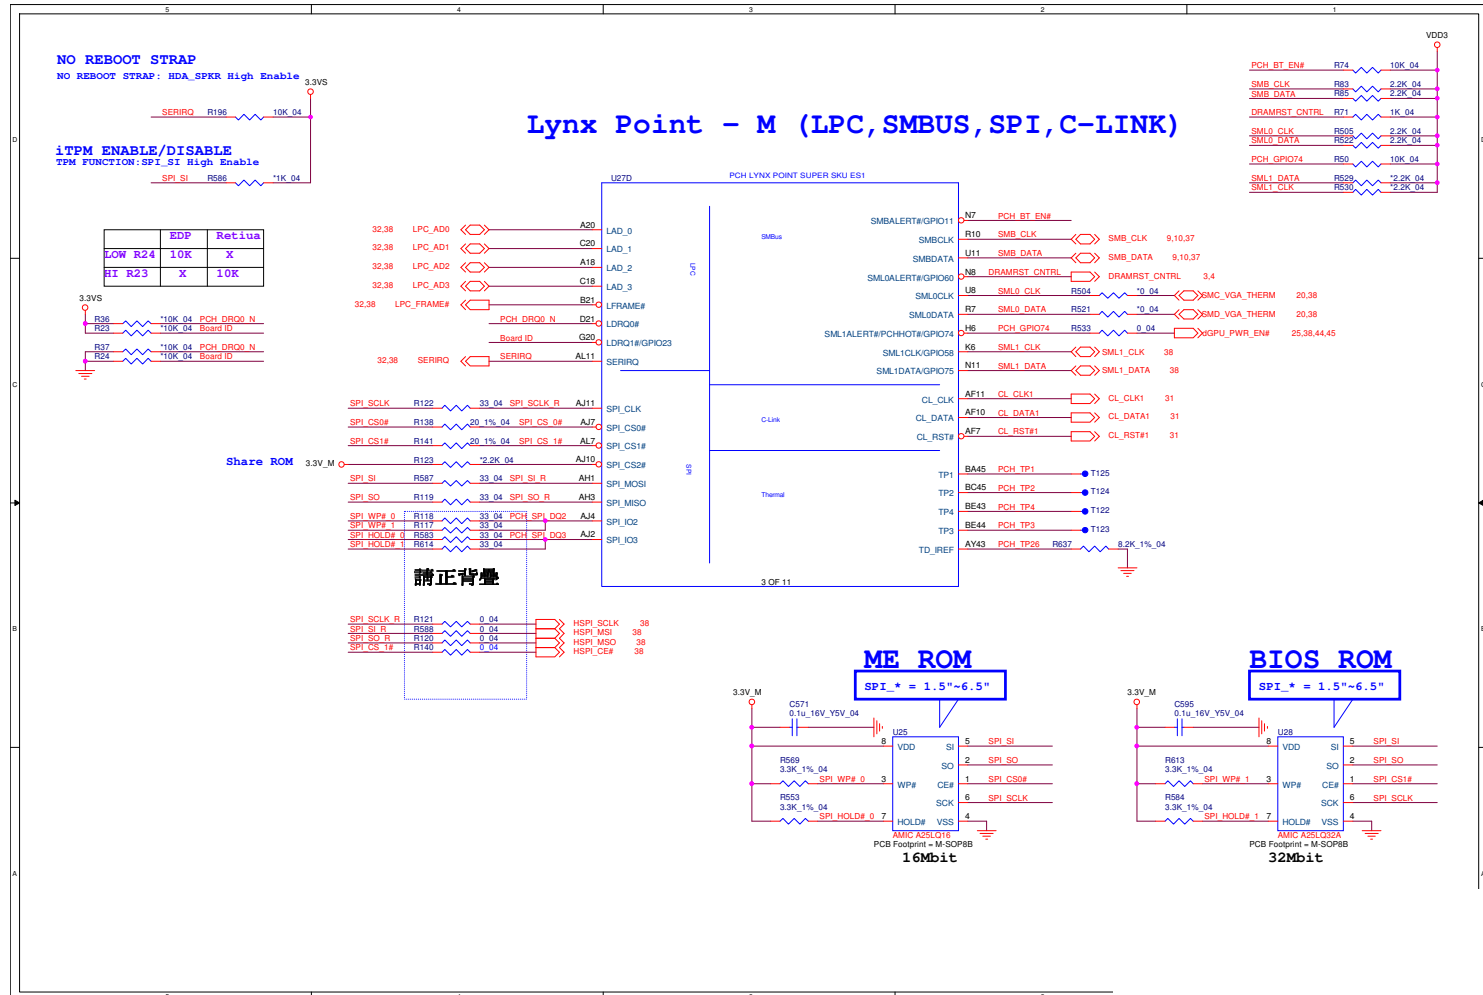 5 4 3 2 1
NO REBOOT STRAP
NO REBOOT STRAP: HDA_SPKR High Enable
3.3VS
SERIRQ R196 10K_04
iTPM ENABLE/DISABLE
TPM FUNCTION:SPI_SI High Enable
SPI_SI R586 *1K_04
Lynx Point - M (LPC,SMBUS,SPI,C-LINK)
VDD3
PCH_BT_EN# R74 10K_04
SMB_CLK R83 2.2K_04
SMB_DATA R85 2.2K_04
DRAMRST_CNTRL R71 1K_04
SML0_CLK R505 2.2K_04
SML0_DATA R522 2.2K_04
PCH_GPIO74 R50 10K_04
SML1_DATA R529 *2.2K_04
SML1_CLK R530 *2.2K_04
EDP Retiua
LOW R24 10K X
HI R23 X 10K
3.3VS
R36 *10K_04 PCH_DRQ0_N
R23 *10K_04 Board ID
R37 *10K_04 PCH_DRQ0_N
R24 *10K_04 Board ID
U27D PCH LYNX POINT SUPER SKU ES1
32,38 LPC_AD0 A20 LAD_0
32,38 LPC_AD1 C20 LAD_1
32,38 LPC_AD2 A18 LAD_2
32,38 LPC_AD3 C18 LAD_3
32,38 LPC_FRAME# B21 LFRAME#
PCH_DRQ0_N D21 LDRQ0#
Board ID G20 LDRQ1#/GPIO23
32,38 SERIRQ SERIRQ AL11 SERIRQ
SPI_SCLK R122 33_04 SPI_SCLK_R AJ11 SPI_CLK
SPI_CS0# R138 20_1%_04 SPI_CS_0# AJ7 SPI_CS0#
SPI_CS1# R141 20_1%_04 SPI_CS_1# AL7 SPI_CS1#
Share ROM 3.3V_M R123 *2.2K_04 AJ10 SPI_CS2#
SPI_SI R587 33_04 SPI_SI_R AH1 SPI_MOSI
SPI_SO R119 33_04 SPI_SO_R AH3 SPI_MISO
SPI_WP#_0 R118 33_04 PCH_SPI_DQ2 AJ4 SPI_IO2
SPI_WP#_1 R117 33_04
SPI_HOLD#_0 R583 33_04 PCH_SPI_DQ3 AJ2 SPI_IO3
SPI_HOLD#_1 R614 33_04
LPC
SMBus
C-Link
SPI
Thermal
3 OF 11
SMBALERT#/GPIO11 N7 PCH_BT_EN#
SMBCLK R10 SMB_CLK SMB_CLK 9,10,37
SMBDATA U11 SMB_DATA SMB_DATA 9,10,37
SML0ALERT#/GPIO60 N8 DRAMRST_CNTRL DRAMRST_CNTRL 3,4
SML0CLK U8 SML0_CLK R504 *0_04 SMC_VGA_THERM 20,38
SML0DATA R7 SML0_DATA R521 *0_04 SMD_VGA_THERM 20,38
SML1ALERT#/PCHHOT#/GPIO74 H6 PCH_GPIO74 R533 0_04 dGPU_PWR_EN# 25,38,44,45
SML1CLK/GPIO58 K6 SML1_CLK SML1_CLK 38
SML1DATA/GPIO75 N11 SML1_DATA SML1_DATA 38
CL_CLK AF11 CL_CLK1 CL_CLK1 31
CL_DATA AF10 CL_DATA1 CL_DATA1 31
CL_RST# AF7 CL_RST#1 CL_RST#1 31
TP1 BA45 PCH_TP1 T125
TP2 BC45 PCH_TP2 T124
TP4 BE43 PCH_TP4 T122
TP3 BE44 PCH_TP3 T123
TD_IREF AY43 PCH_TP26 R637 8.2K_1%_04
請正背疊
SPI_SCLK_R R121 0_04 HSPI_SCLK 38
SPI_SI_R R588 0_04 HSPI_MSI 38
SPI_SO_R R120 0_04 HSPI_MSO 38
SPI_CS_1# R140 0_04 HSPI_CE# 38
ME ROM
SPI_* = 1.5"~6.5"
3.3V_M
C571
0.1u_16V_Y5V_04
U25
8 VDD SI 5 SPI_SI
SO 2 SPI_SO
R569
3.3K_1%_04
SPI_WP#_0 3 WP# CE# 1 SPI_CS0#
R553
3.3K_1%_04
SCK 6 SPI_SCLK
SPI_HOLD#_0 7 HOLD# VSS 4
AMIC A25LQ16
PCB Footprint = M-SOP8B
16Mbit
BIOS ROM
SPI_* = 1.5"~6.5"
3.3V_M
C595
0.1u_16V_Y5V_04
U28
8 VDD SI 5 SPI_SI
SO 2 SPI_SO
R613
3.3K_1%_04
SPI_WP#_1 3 WP# CE# 1 SPI_CS1#
R584
3.3K_1%_04
SCK 6 SPI_SCLK
SPI_HOLD#_1 7 HOLD# VSS 4
AMIC A25LQ32A
PCB Footprint = M-SOP8B
32Mbit
D
C
B
A